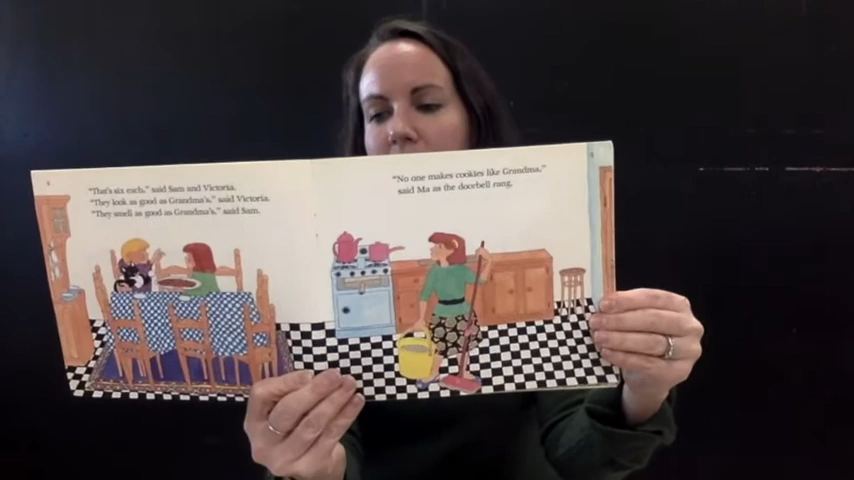 "That's six each," said Sam and Victoria.
"They look as good as Grandma's," said Victoria.
"They smell as good as Grandma's," said Sam.
"No one makes cookies like Grandma,"
said Ma as the doorbell rang.